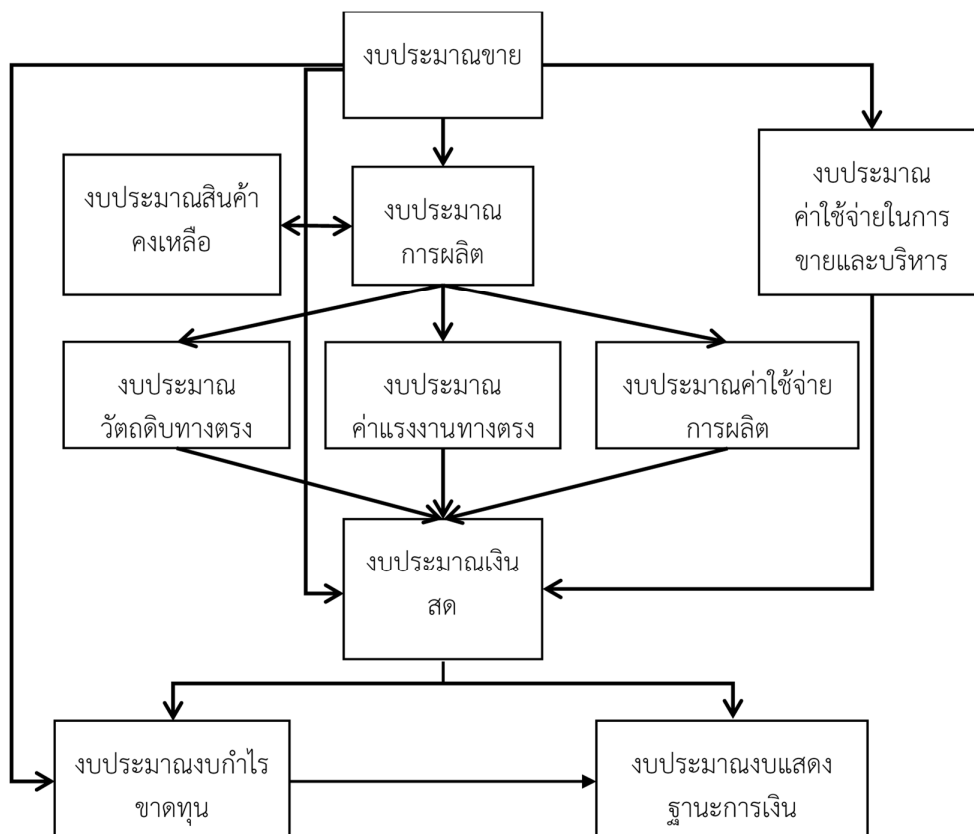 งบประมาณขาย
งบประมาณสินค้า
คงเหลือ
งบประมาณ
การผลิต
งบประมาณ
ค่าใช้จ่ายในการ
ขายและบริหาร
งบประมาณ
วัตถดิบทางตรง
งบประมาณ
ค่าแรงงานทางตรง
งบประมาณค่าใช้จ่าย
การผลิต
งบประมาณเงิน
สด
งบประมาณงบกำไร
ขาดทุน
งบประมาณงบแสดง
ฐานะการเงิน